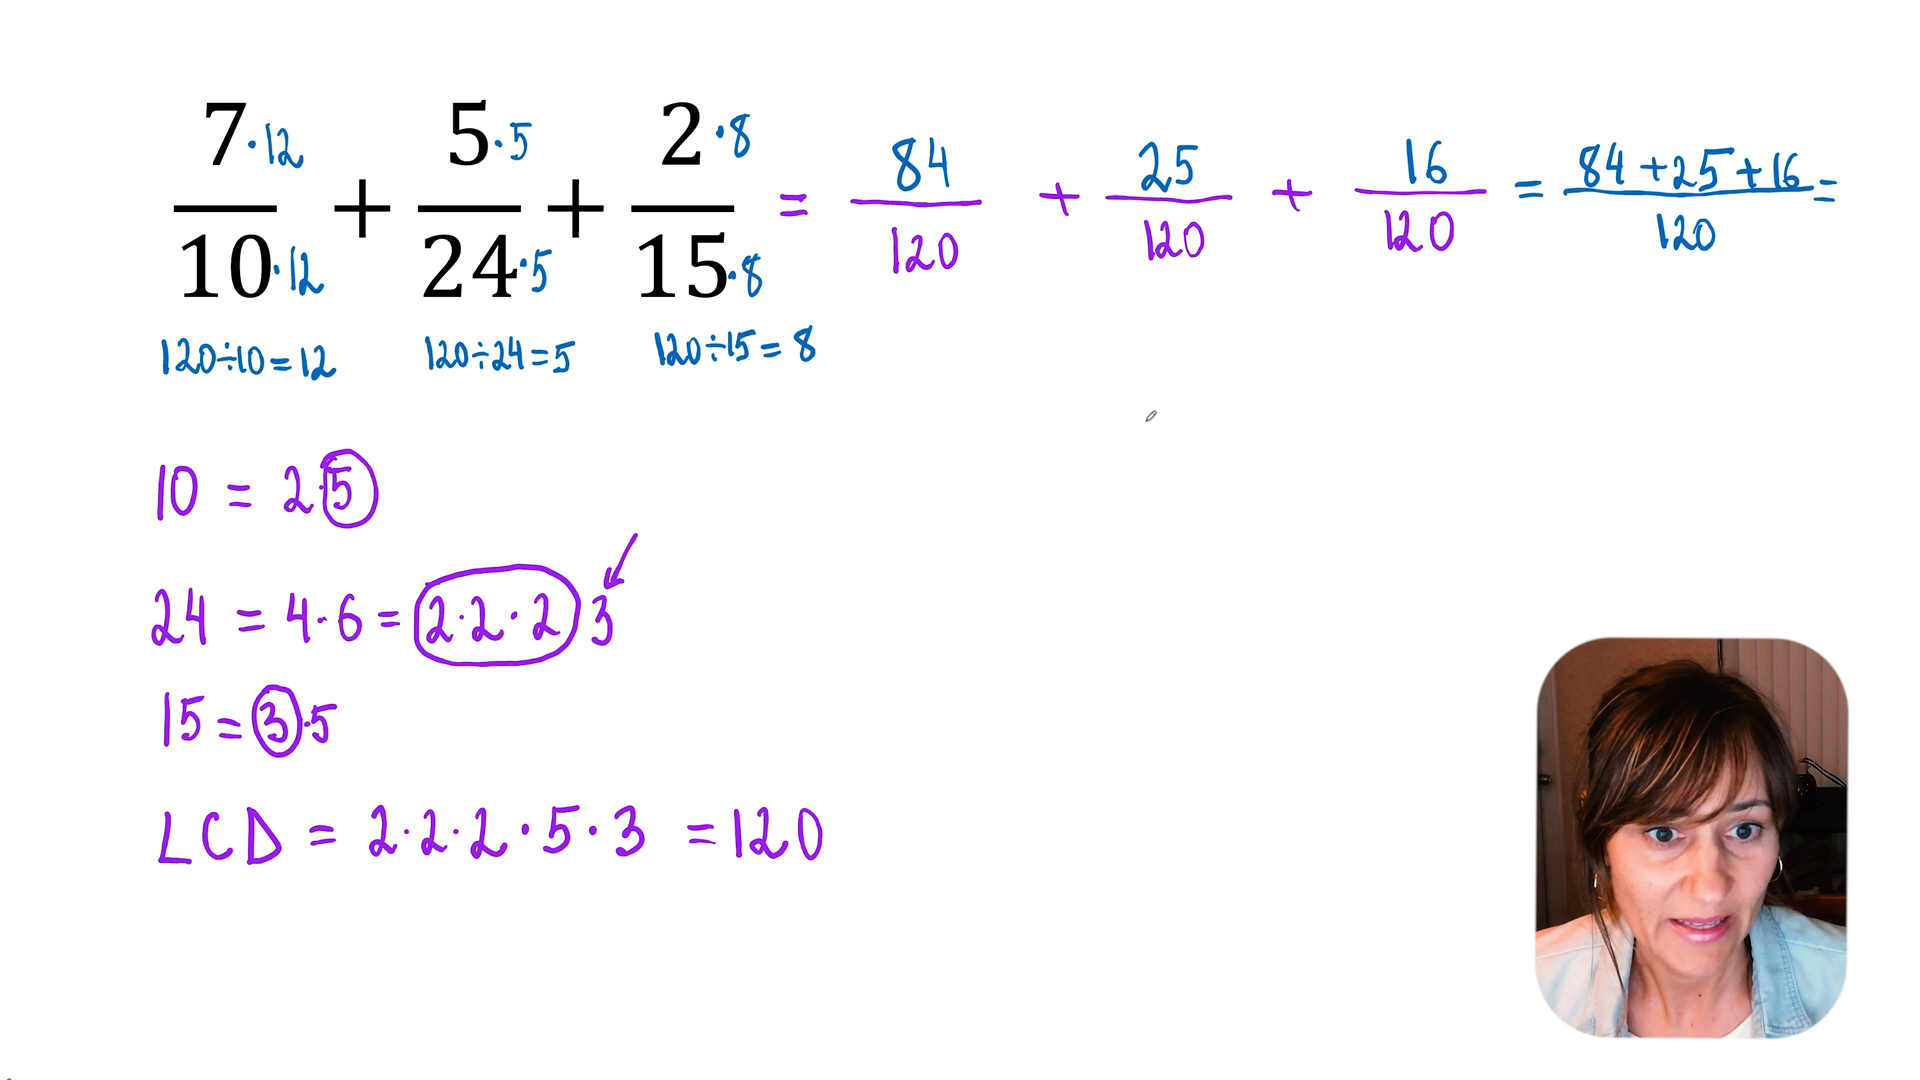 7·12/10·12 + 5·5/24·5 + 2·8/15·8 = 84/120 + 25/120 + 16/120 = 84+25+16/120 =
120÷10=12 120÷24=5 120÷15=8
10 = 2·5
24 = 4·6 = 2·2·2 3
15 = 3·5
LCD = 2·2·2·5·3 = 120